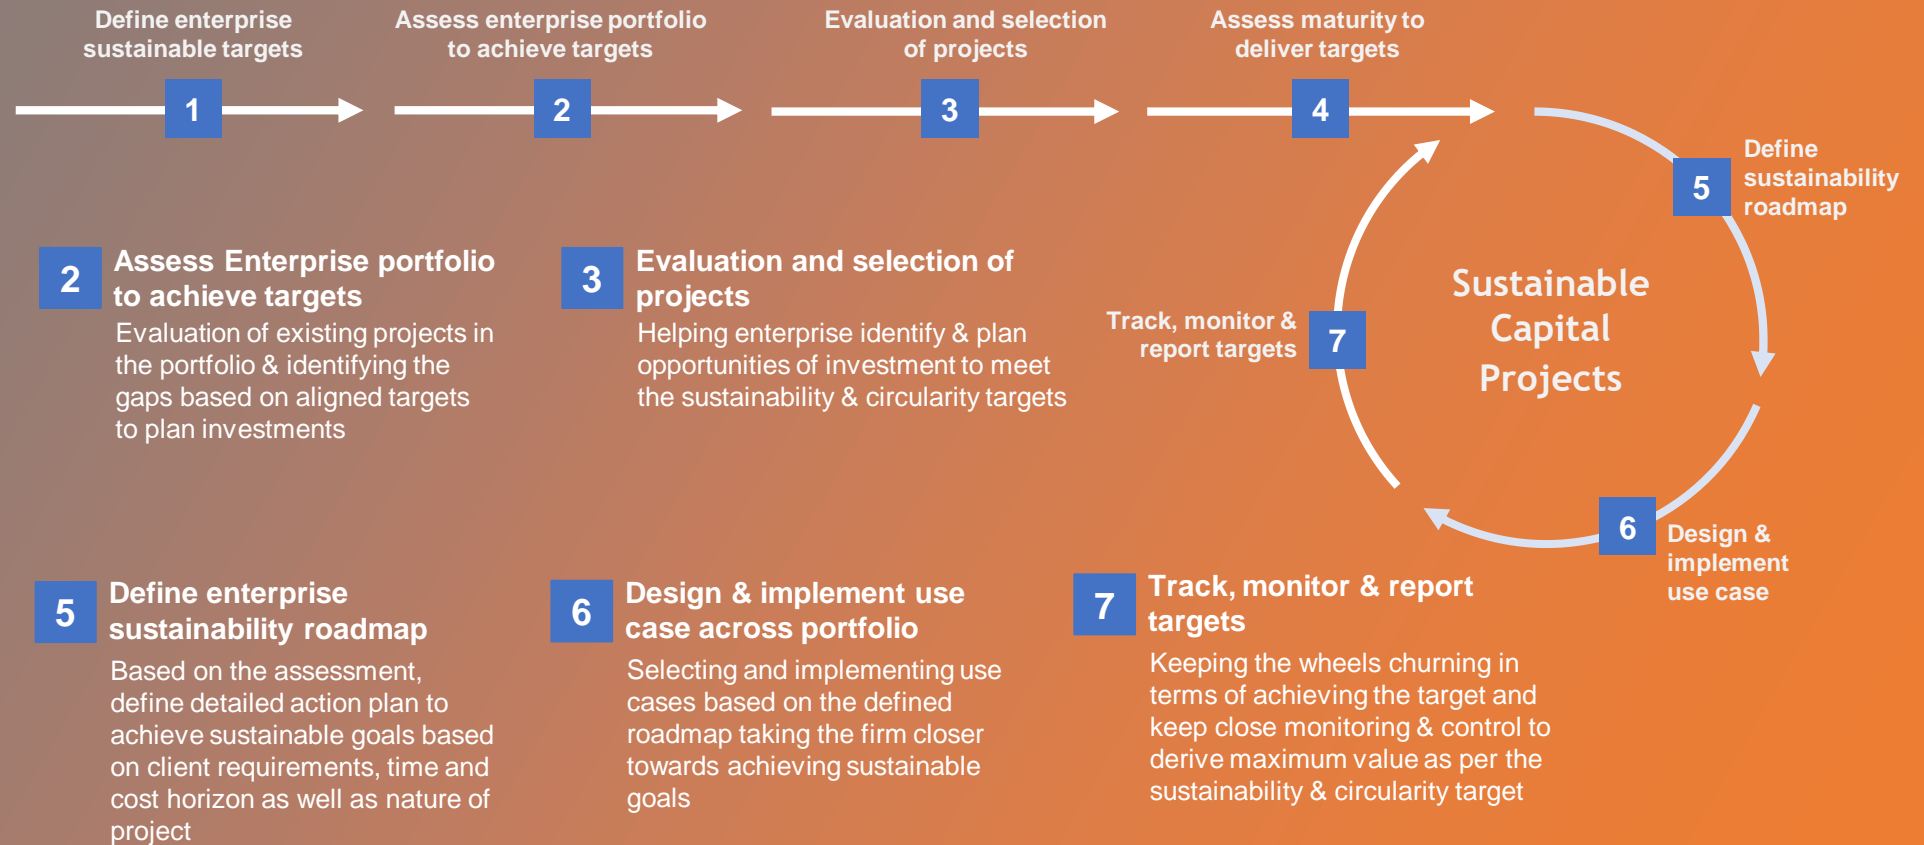 Define enterprise
sustainable targets
1
Assess enterprise portfolio
to achieve targets
2
Evaluation and selection
of projects
3
Assess maturity to
deliver targets
4
5
Define
sustainability
roadmap
Sustainable
Capital
Projects
Track, monitor &
report targets
7
6
Design &
implement
use case
2
Assess Enterprise portfolio
to achieve targets
Evaluation of existing projects in
the portfolio & identifying the
gaps based on aligned targets
to plan investments
3
Evaluation and selection of
projects
Helping enterprise identify & plan
opportunities of investment to meet
the sustainability & circularity targets
5
Define enterprise
sustainability roadmap
Based on the assessment,
define detailed action plan to
achieve sustainable goals based
on client requirements, time and
cost horizon as well as nature of
project
6
Design & implement use
case across portfolio
Selecting and implementing use
cases based on the defined
roadmap taking the firm closer
towards achieving sustainable
goals
7
Track, monitor & report
targets
Keeping the wheels churning in
terms of achieving the target and
keep close monitoring & control to
derive maximum value as per the
sustainability & circularity target